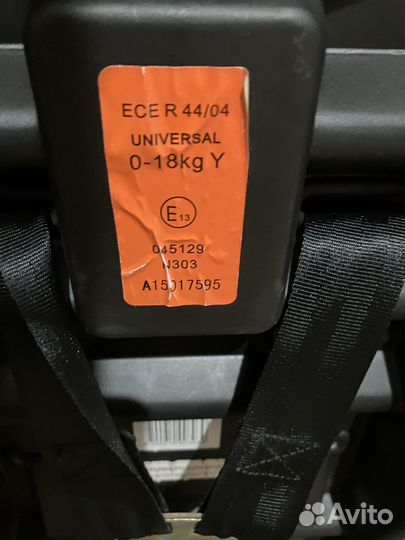 ECE R 44/04
UNIVERSAL
0-18kg Y
E13
045129
N303
A15017595
Avito